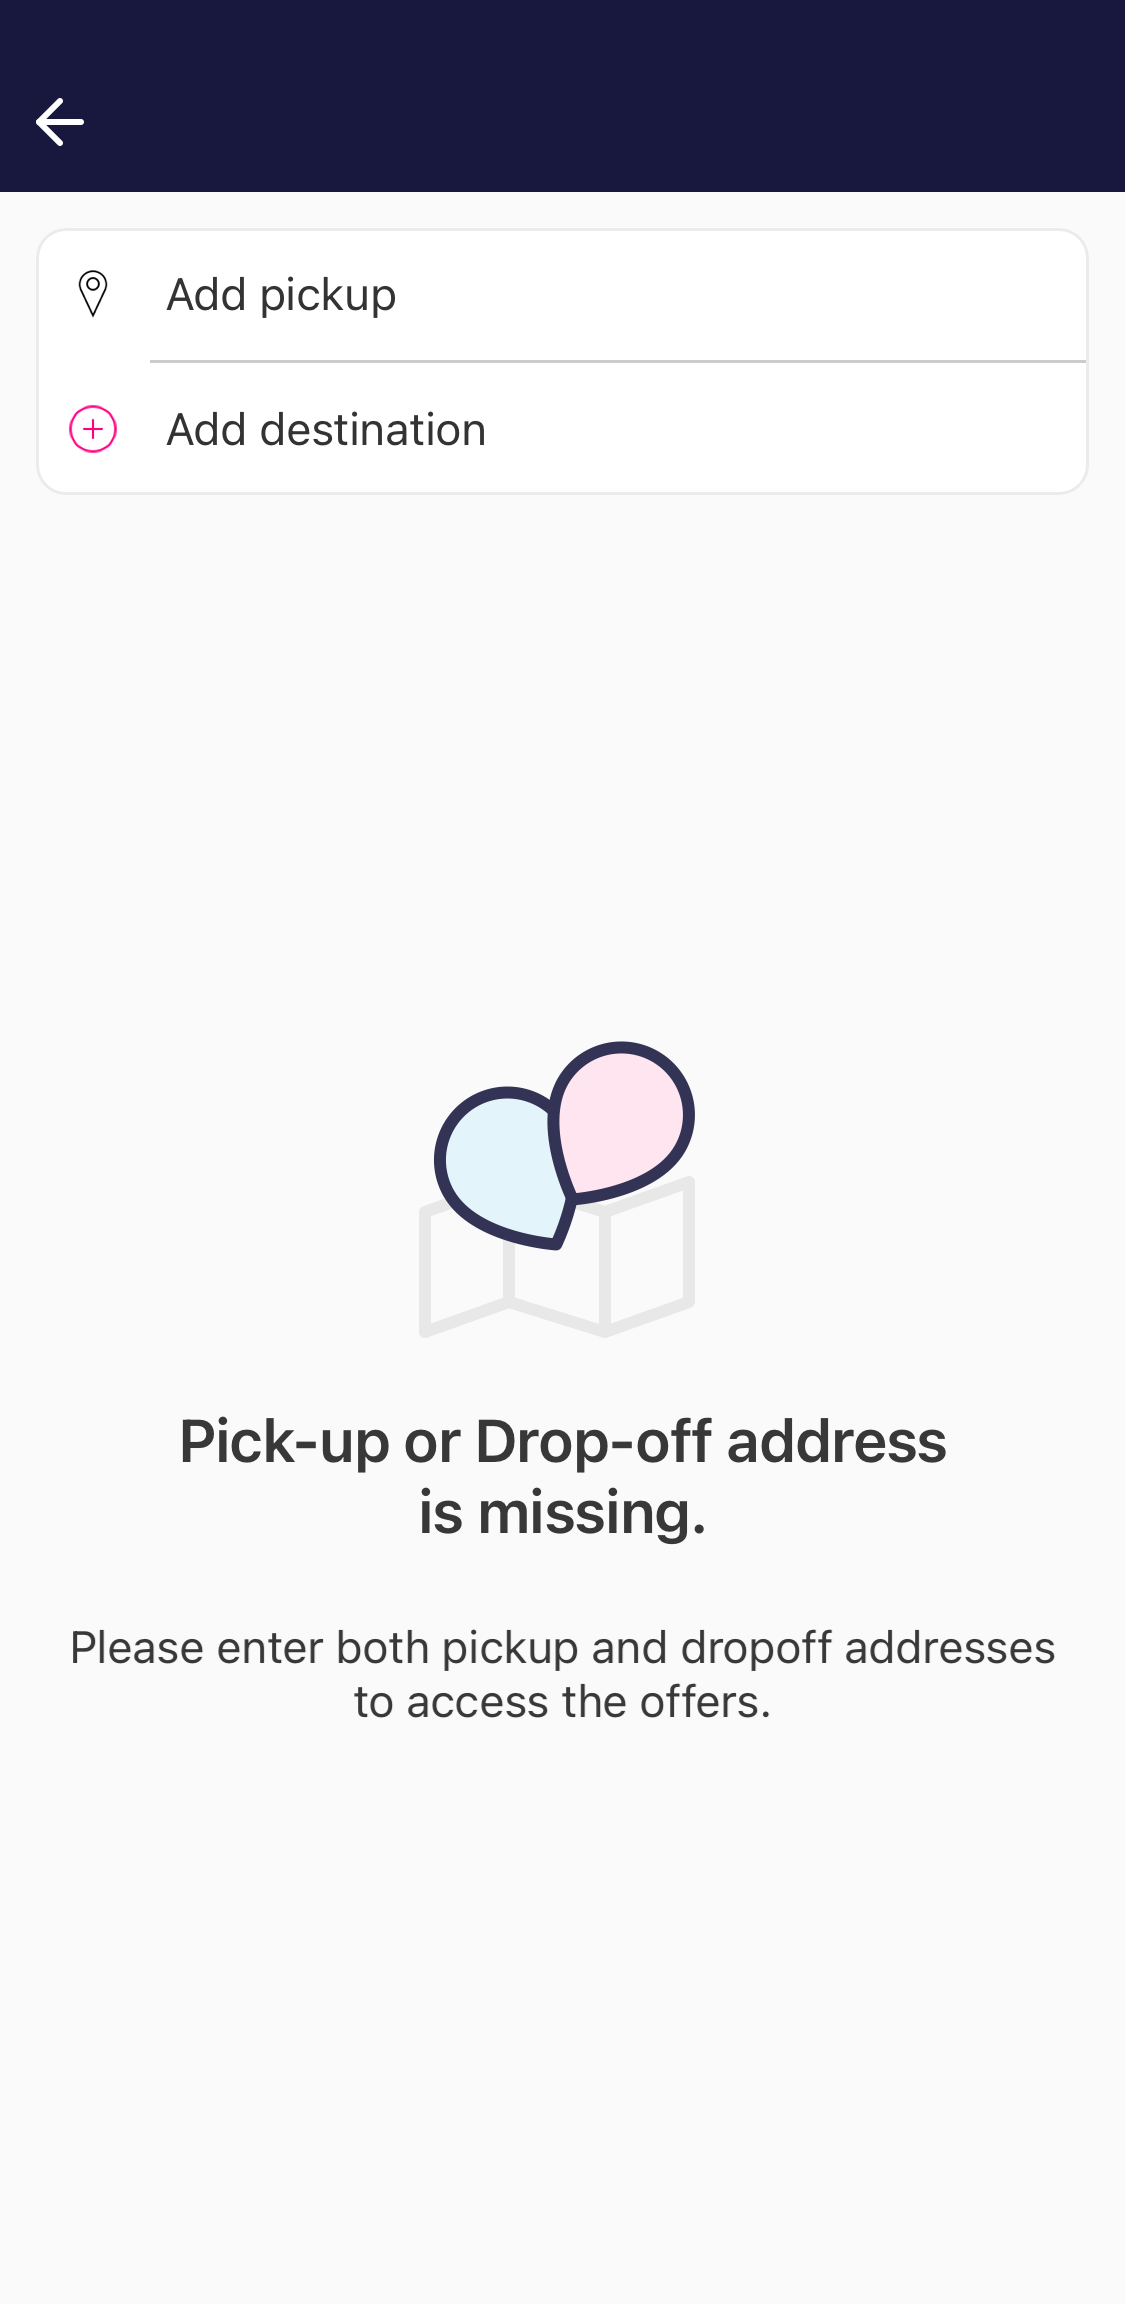 Add pickup
Add destination
Pick-up or Drop-off address
is missing.
Please enter both pickup and dropoff addresses
to access the offers.